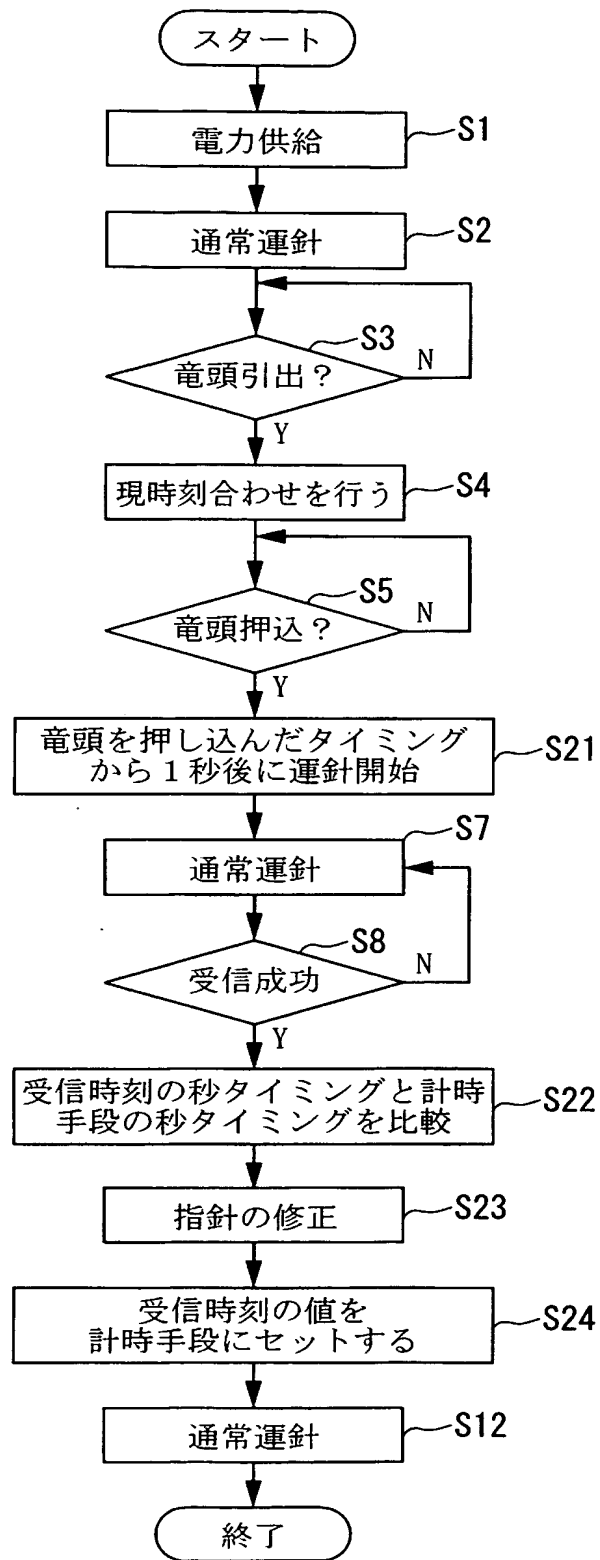 スタート
電力供給
S1
通常運針
S2
S3
竜頭引出？
N
Y
現時刻合わせを行う
S4
S5
竜頭押込？
N
Y
竜頭を押し込んだタイミング
から１秒後に運針開始
S21
S7
通常運針
S8
受信成功
N
Y
受信時刻の秒タイミングと計時
手段の秒タイミングを比較
S22
指針の修正
S23
受信時刻の値を
計時手段にセットする
S24
通常運針
S12
終了